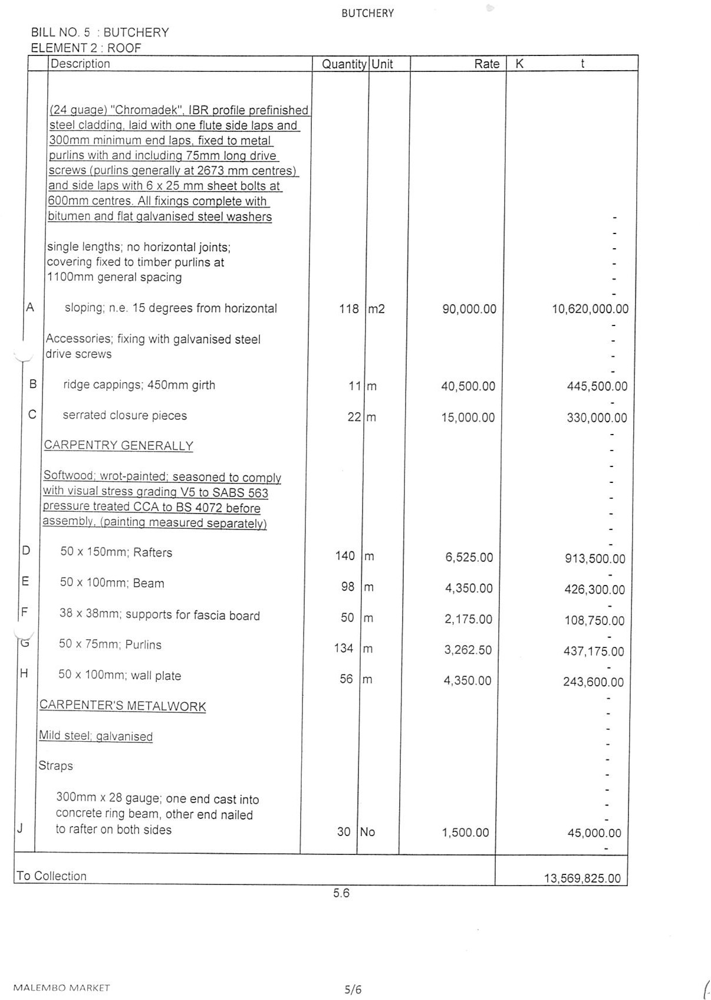 BUTCHERY
BILL NO. 5 : BUTCHERY
ELEMENT 2 : ROOF
Description Quantity Unit Rate K t
(24 guage) "Chromadek", IBR profile prefinished
steel cladding, laid with one flute side laps and
300mm minimum end laps, fixed to metal
purlins with and including 75mm long drive
screws (purlins generally at 2673 mm centres)
and side laps with 6 x 25 mm sheet bolts at
600mm centres. All fixings complete with
bitumen and flat galvanised steel washers -
-
single lengths; no horizontal joints; -
covering fixed to timber purlins at -
1100mm general spacing -
-
A sloping; n.e. 15 degrees from horizontal 118 m2 90,000.00 10,620,000.00
-
Accessories; fixing with galvanised steel -
drive screws -
-
B ridge cappings; 450mm girth 11 m 40,500.00 445,500.00
-
C serrated closure pieces 22 m 15,000.00 330,000.00
-
CARPENTRY GENERALLY -
-
Softwood; wrot-painted; seasoned to comply -
with visual stress grading V5 to SABS 563 -
pressure treated CCA to BS 4072 before -
assembly, (painting measured separately) -
-
D 50 x 150mm; Rafters 140 m 6,525.00 913,500.00
-
E 50 x 100mm; Beam 98 m 4,350.00 426,300.00
-
F 38 x 38mm; supports for fascia board 50 m 2,175.00 108,750.00
-
G 50 x 75mm; Purlins 134 m 3,262.50 437,175.00
-
H 50 x 100mm; wall plate 56 m 4,350.00 243,600.00
-
CARPENTER'S METALWORK -
-
Mild steel; galvanised -
-
Straps -
-
300mm x 28 gauge; one end cast into -
concrete ring beam, other end nailed -
J to rafter on both sides 30 No 1,500.00 45,000.00
-
To Collection 13,569,825.00
5.6
MALEMBO MARKET 5/6